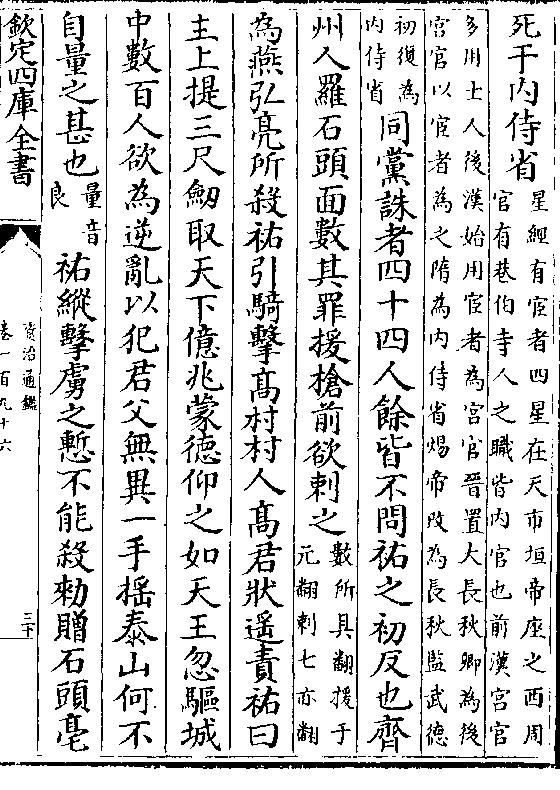 死于内侍省星經有宦者四星在天市垣帝座之西周
官有巷伯寺人之職皆内官也前漢宫官
多用士人後漢始用宦者為宫官晉置大長秋卿為後
宫官以宦者為之隋為内侍省煬帝改為長秋監武德
初復為
内侍省
同黨誅者四十四人餘皆不問祐之初反也齊
州人羅石頭面數其罪援槍前欲刺之數所具翻援于
元翻刺七亦翻
為燕弘亮所殺祐引騎擊髙村村人髙君狀遥責祐曰
主上提三尺劒取天下億兆蒙德仰之如天王忽驅城
中數百人欲為逆亂以犯君父無異一手揺泰山何不
自量之甚也量音
良
祐縱擊虜之慙不能殺勅贈石頭亳
欽定四庫全書
資治通鑑
卷一百九十六
三十